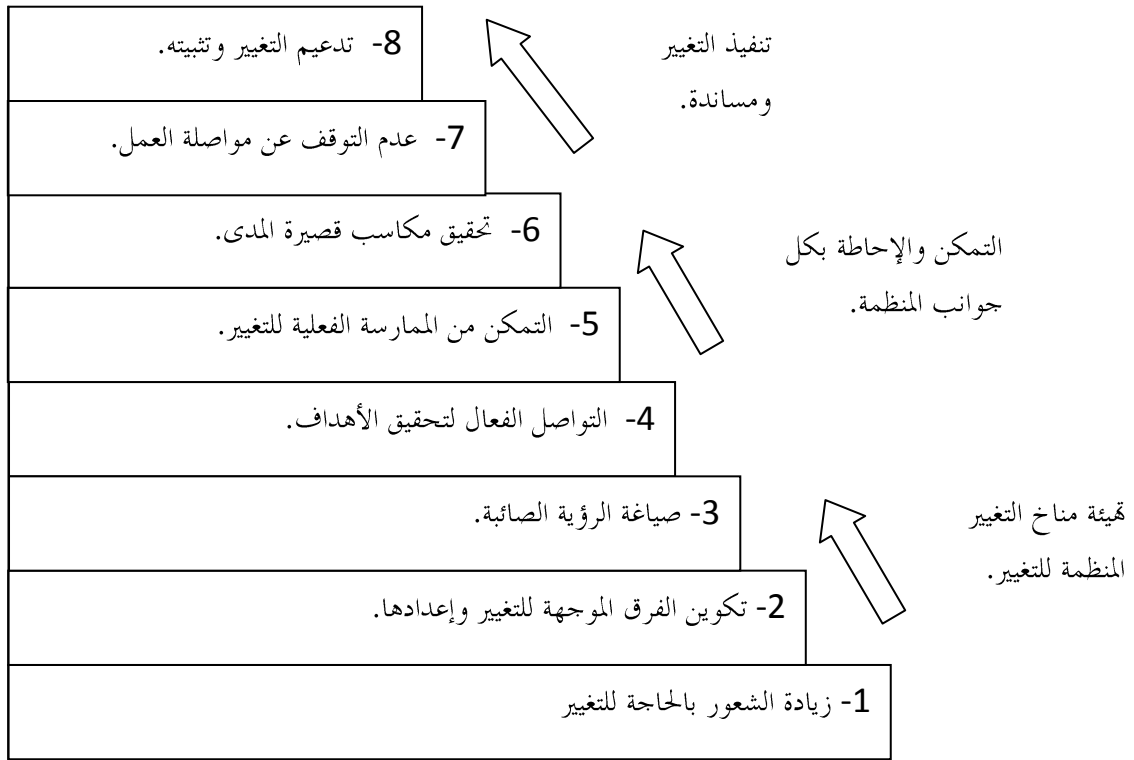 8- تدعيم التغيير وتثبيته.
7- عدم التوقف عن مواصلة العمل.
6- تحقيق مكاسب قصيرة المدى.
5- التمكن من الممارسة الفعلية للتغيير.
4- التواصل الفعال لتحقيق الأهداف.
3- صياغة الرؤية الصائبة.
2- تكوين الفرق الموجهة للتغيير وإعدادها.
1- زيادة الشعور بالحاجة للتغيير
تنفيذ التغيير
ومساندة.
التمكن والإحاطة بكل
جوانب المنظمة.
تهيئة مناخ التغيير
المنظمة للتغيير.